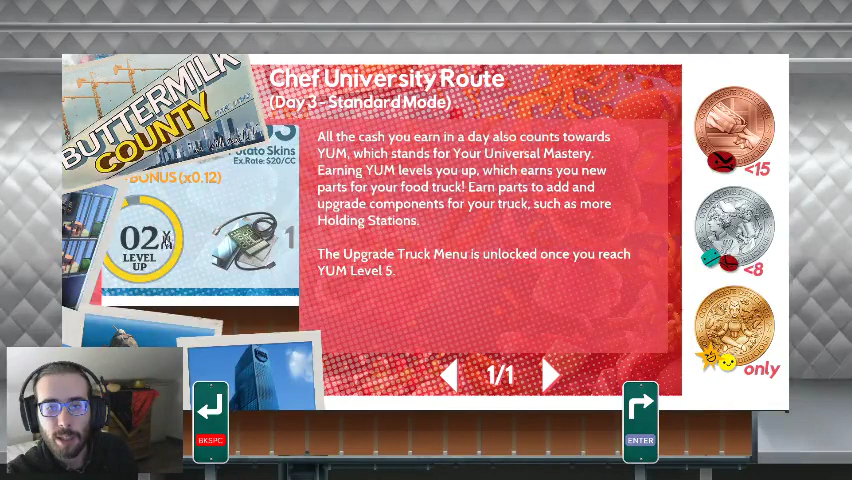 BUTTERMILK
COUNTY
Chef University Route
(Day 3 - Standard Mode)
otato Skins
Ex.Rate: $20/CC
BONUS (x0.12)
02
LEVEL
UP
1
All the cash you earn in a day also counts towards
YUM, which stands for Your Universal Mastery.
Earning YUM levels you up, which earns you new
parts for your food truck! Earn parts to add and
upgrade components for your truck, such as more
Holding Stations.
The Upgrade Truck Menu is unlocked once you reach
YUM Level 5.
1/1
<15
<8
only
BKSPC
ENTER